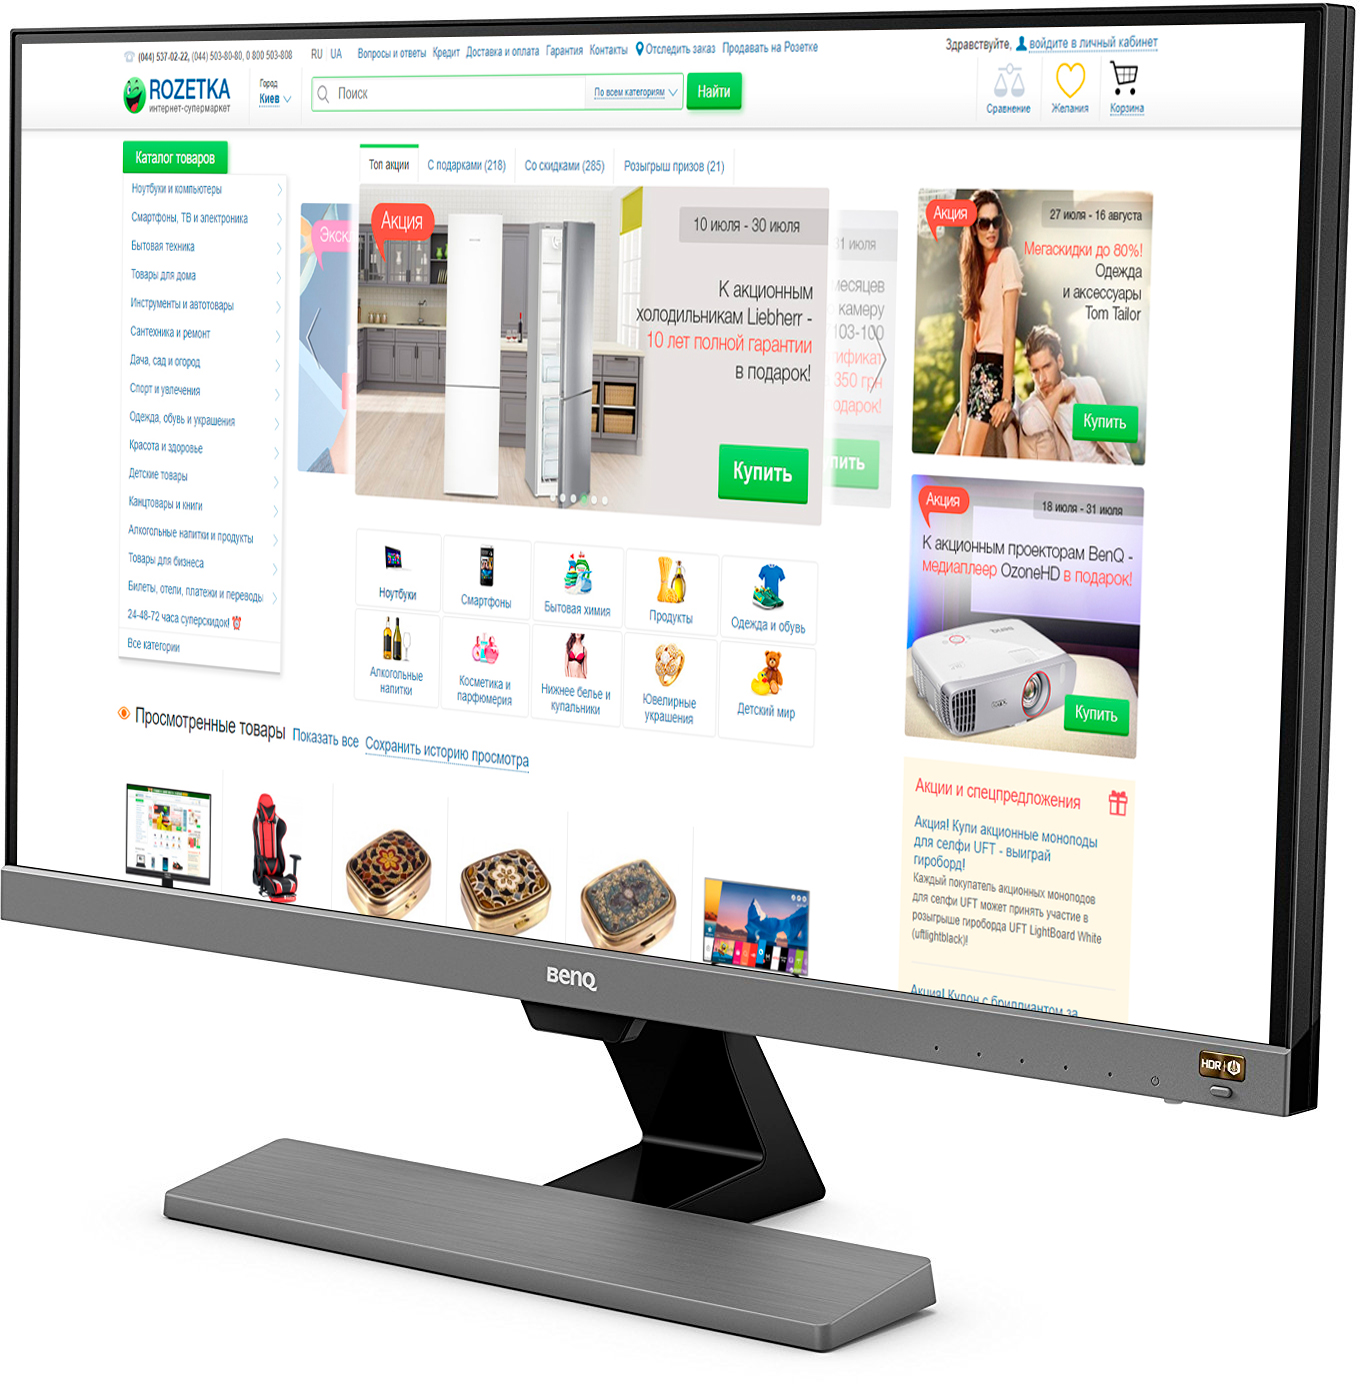 (044) 537-02-22, (044) 503-80-80, 0 800 503-808
RU UA Вопросы и ответы Кредит Доставка и оплата Гарантия Контакты Отследить заказ Продавать на Розетке
Здравствуйте, войдите в личный кабинет
ROZETKA
интернет-супермаркет
Город
Киев
Поиск
По всем категориям
Найти
Сравнение
Желания
Корзина
Каталог товаров
Ноутбуки и компьютеры
Смартфоны, ТВ и электроника
Бытовая техника
Товары для дома
Инструменты и автотовары
Сантехника и ремонт
Дача, сад и огород
Спорт и увлечения
Одежда, обувь и украшения
Красота и здоровье
Детские товары
Канцтовары и книги
Алкогольные напитки и продукты
Товары для бизнеса
Билеты, отели, платежи и переводы
24-48-72 часа суперскидок!
Все категории
Топ акции
С подарками (218)
Со скидками (285)
Розыгрыш призов (21)
Экск
Акция
10 июля - 30 июля
К акционным
холодильникам Liebherr -
10 лет полной гарантии
в подарок!
Купить
31 июля
месяцев
камеру
103-100
тификат
350 грн
одарок!
пить
Акция
27 июля - 16 августа
Мегаскидки до 80%!
Одежда
и аксессуары
Tom Tailor
Купить
Акция
18 июля - 31 июля
К акционным проекторам BenQ -
медиаплеер OzoneHD в подарок!
BenQ
Купить
Ноутбуки
Смартфоны
Бытовая химия
Продукты
Одежда и обувь
Алкогольные
напитки
Косметика и
парфюмерия
Нижнее белье и
купальники
Ювелирные
украшения
Детский мир
Просмотренные товары Показать все Сохранить историю просмотра
Акции и спецпредложения
Акция! Купи акционные моноподы
для селфи UFT - выиграй
гироборд!
Каждый покупатель акционных моноподов
для селфи UFT может принять участие в
розыгрыше гироборда UFT LightBoard White
(uftlightblack)!
Акция! Купон с бриллиантом за
BenQ
HDR